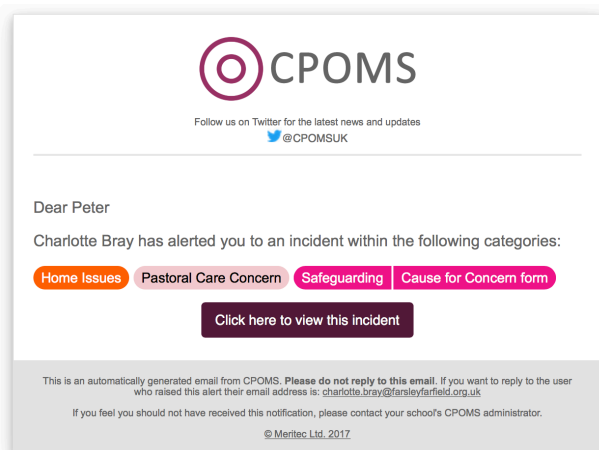 CPOMS
Follow us on Twitter for the latest news and updates
@CPOMSUK
Dear Peter
Charlotte Bray has alerted you to an incident within the following categories:
Home Issues Pastoral Care Concern Safeguarding Cause for Concern form
Click here to view this incident
This is an automatically generated email from CPOMS. Please do not reply to this email. If you want to reply to the user
who raised this alert their email address is: charlotte.bray@farsleyfarfield.org.uk
If you feel you should not have received this notification, please contact your school's CPOMS administrator.
© Meritec Ltd. 2017